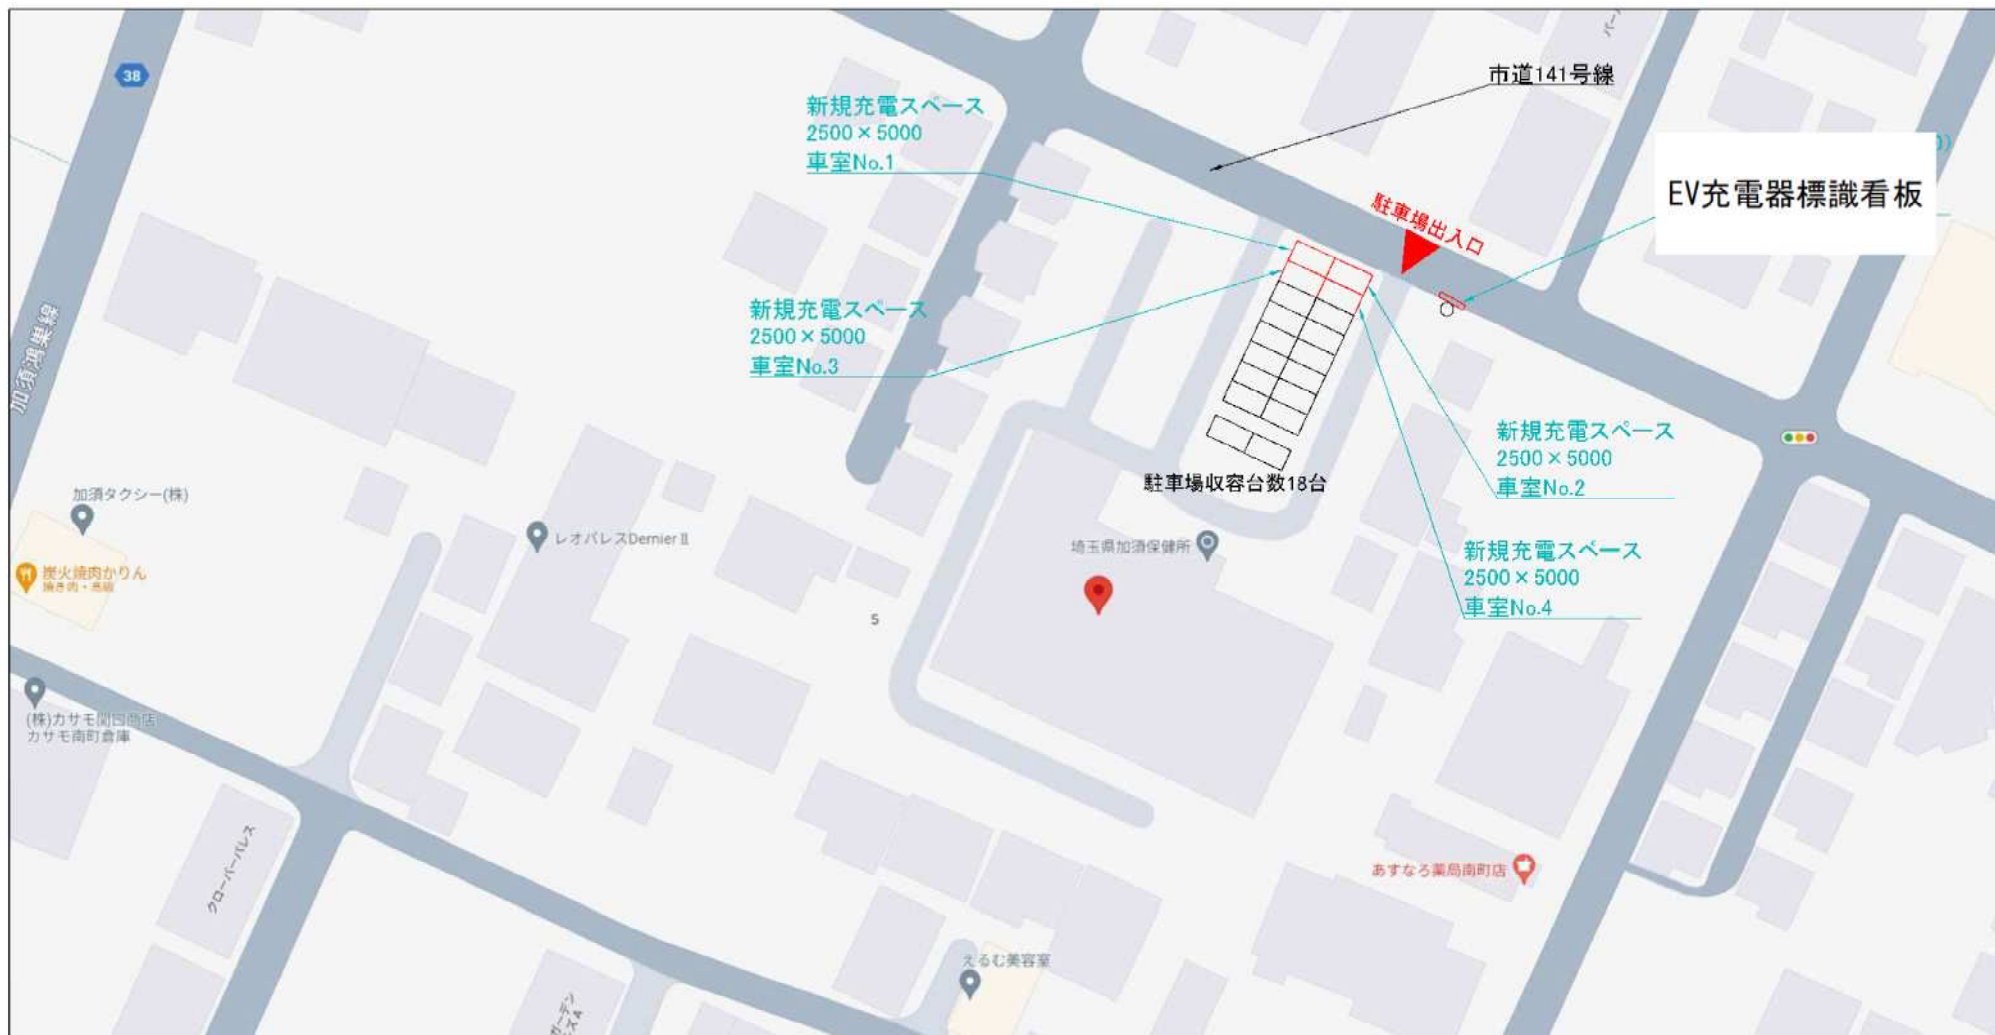 38
市道141号線
新規充電スペース
2500×5000
車室No.1
EV充電器標識看板
駐車場出入口
新規充電スペース
2500×5000
車室No.3
加須鴻巣線
新規充電スペース
2500×5000
車室No.2
駐車場収容台数18台
加須タクシー(株)
レオパレスDernierⅡ
埼玉県加須保健所
新規充電スペース
2500×5000
車室No.4
炭火焼肉かりん
焼き肉・高級
5
(株)カサモ関口商店
カサモ南町倉庫
クローバーパレス
あすなろ薬局南町店
えるむ美容室